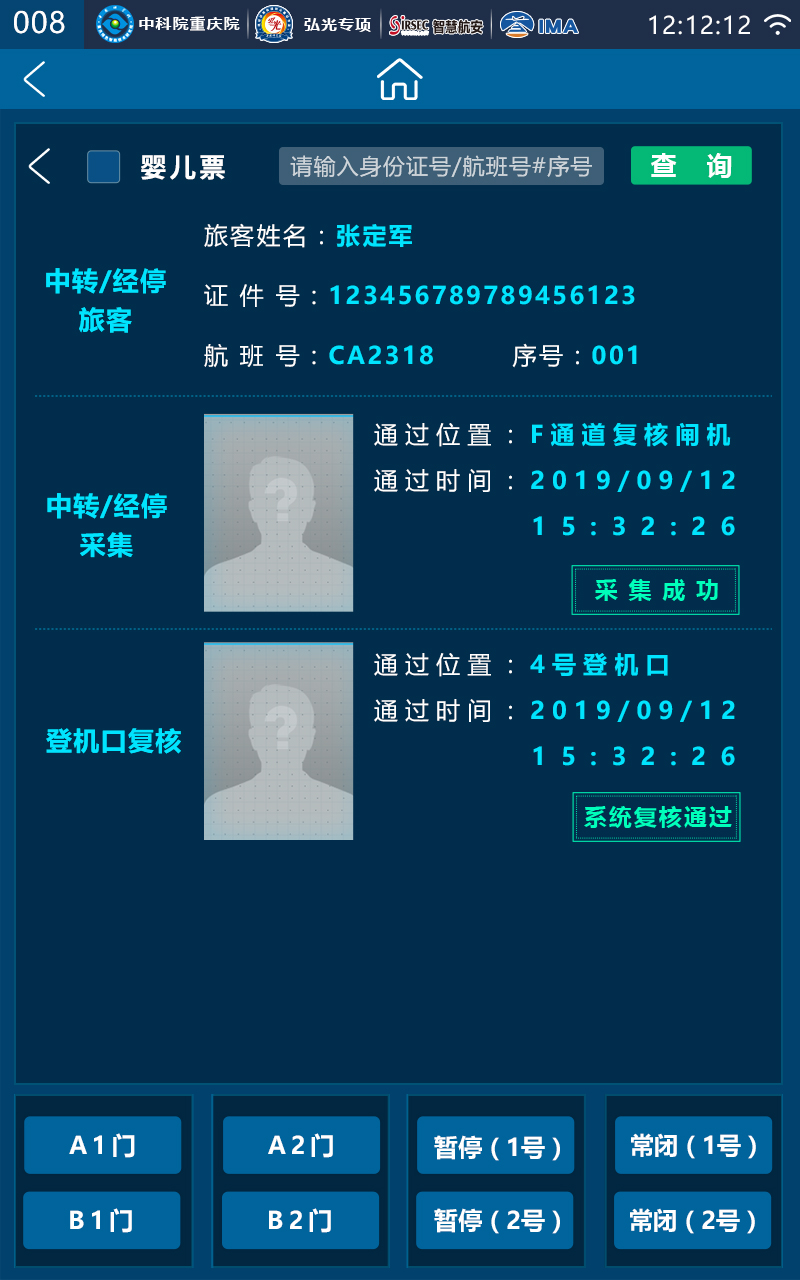 008 中科院重庆院 弘光专项 SiRSEC 智慧航安 IMA 12:12:12
婴儿票 请输入身份证号/航班号#序号 查 询
旅客姓名：张定军
中转/经停
旅客
证件号：123456789789456123
航班号：CA2318 序号：001
通过位置：F通道复核闸机
通过时间：2019/09/12
中转/经停
采集
15:32:26
采集成功
通过位置：4号登机口
通过时间：2019/09/12
登机口复核
15:32:26
系统复核通过
A1门 A2门 暂停（1号） 常闭（1号）
B1门 B2门 暂停（2号） 常闭（2号）